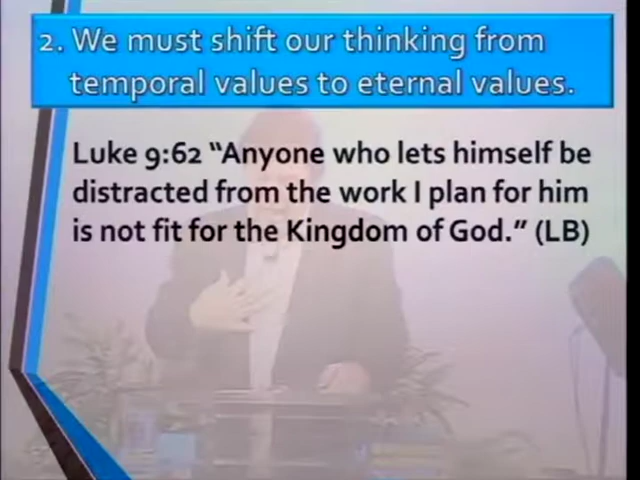 2. We must shift our thinking from
temporal values to eternal values.
Luke 9:62 “Anyone who lets himself be
distracted from the work I plan for him
is not fit for the Kingdom of God.” (LB)